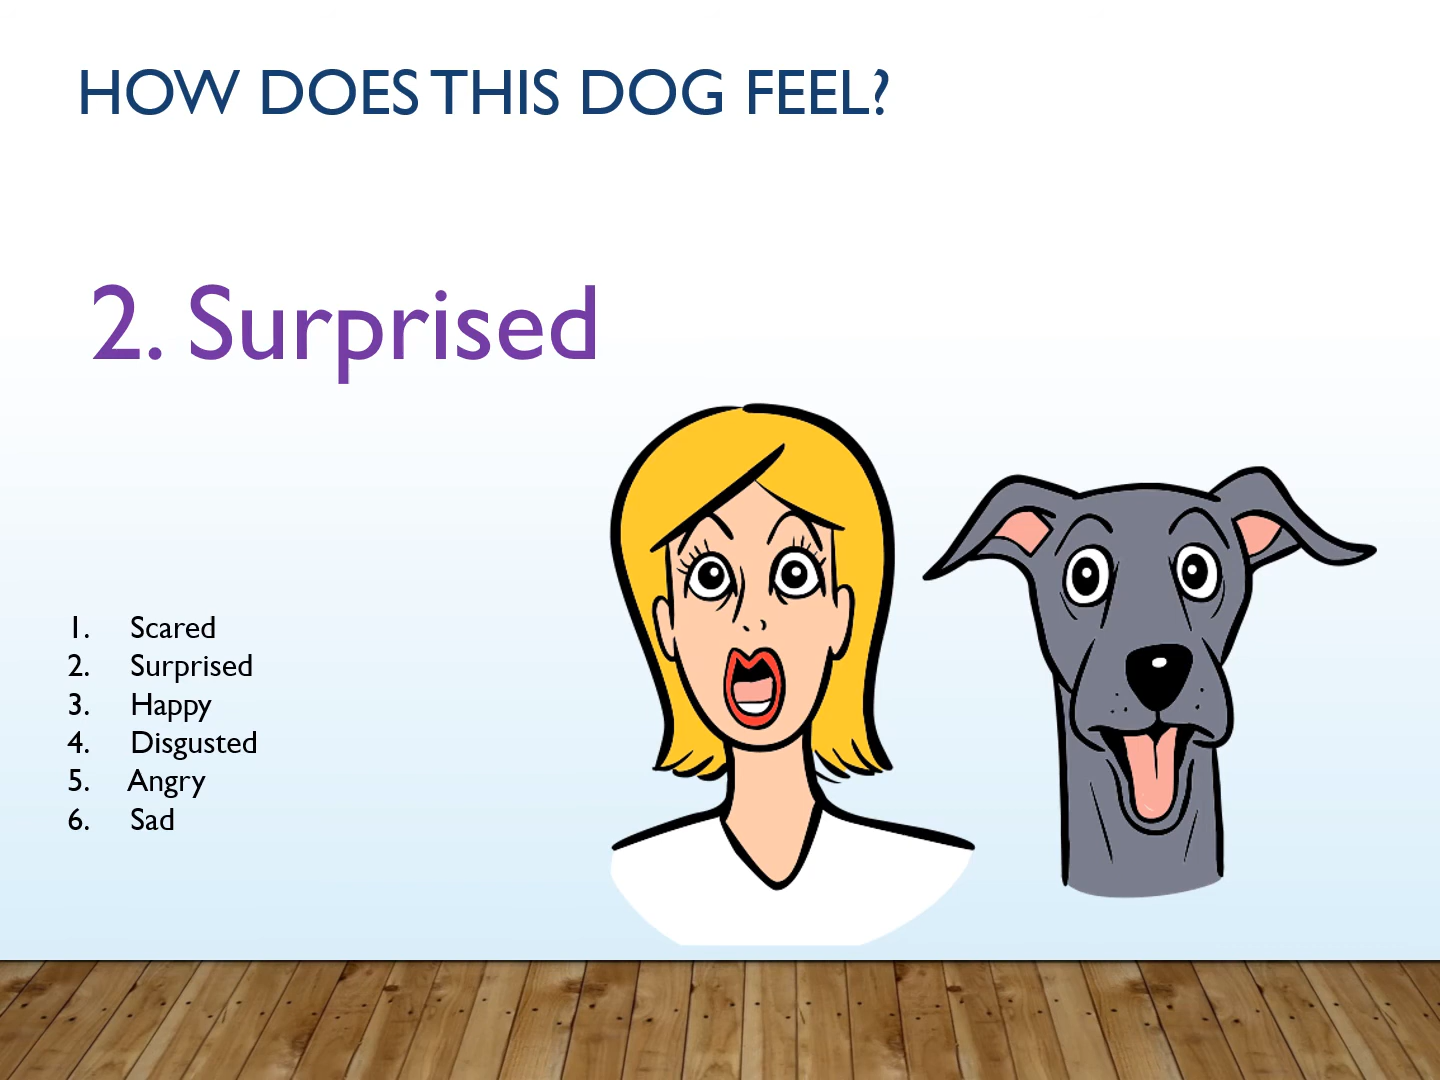 HOW DOES THIS DOG FEEL?
2. Surprised
1. Scared
2. Surprised
3. Happy
4. Disgusted
5. Angry
6. Sad